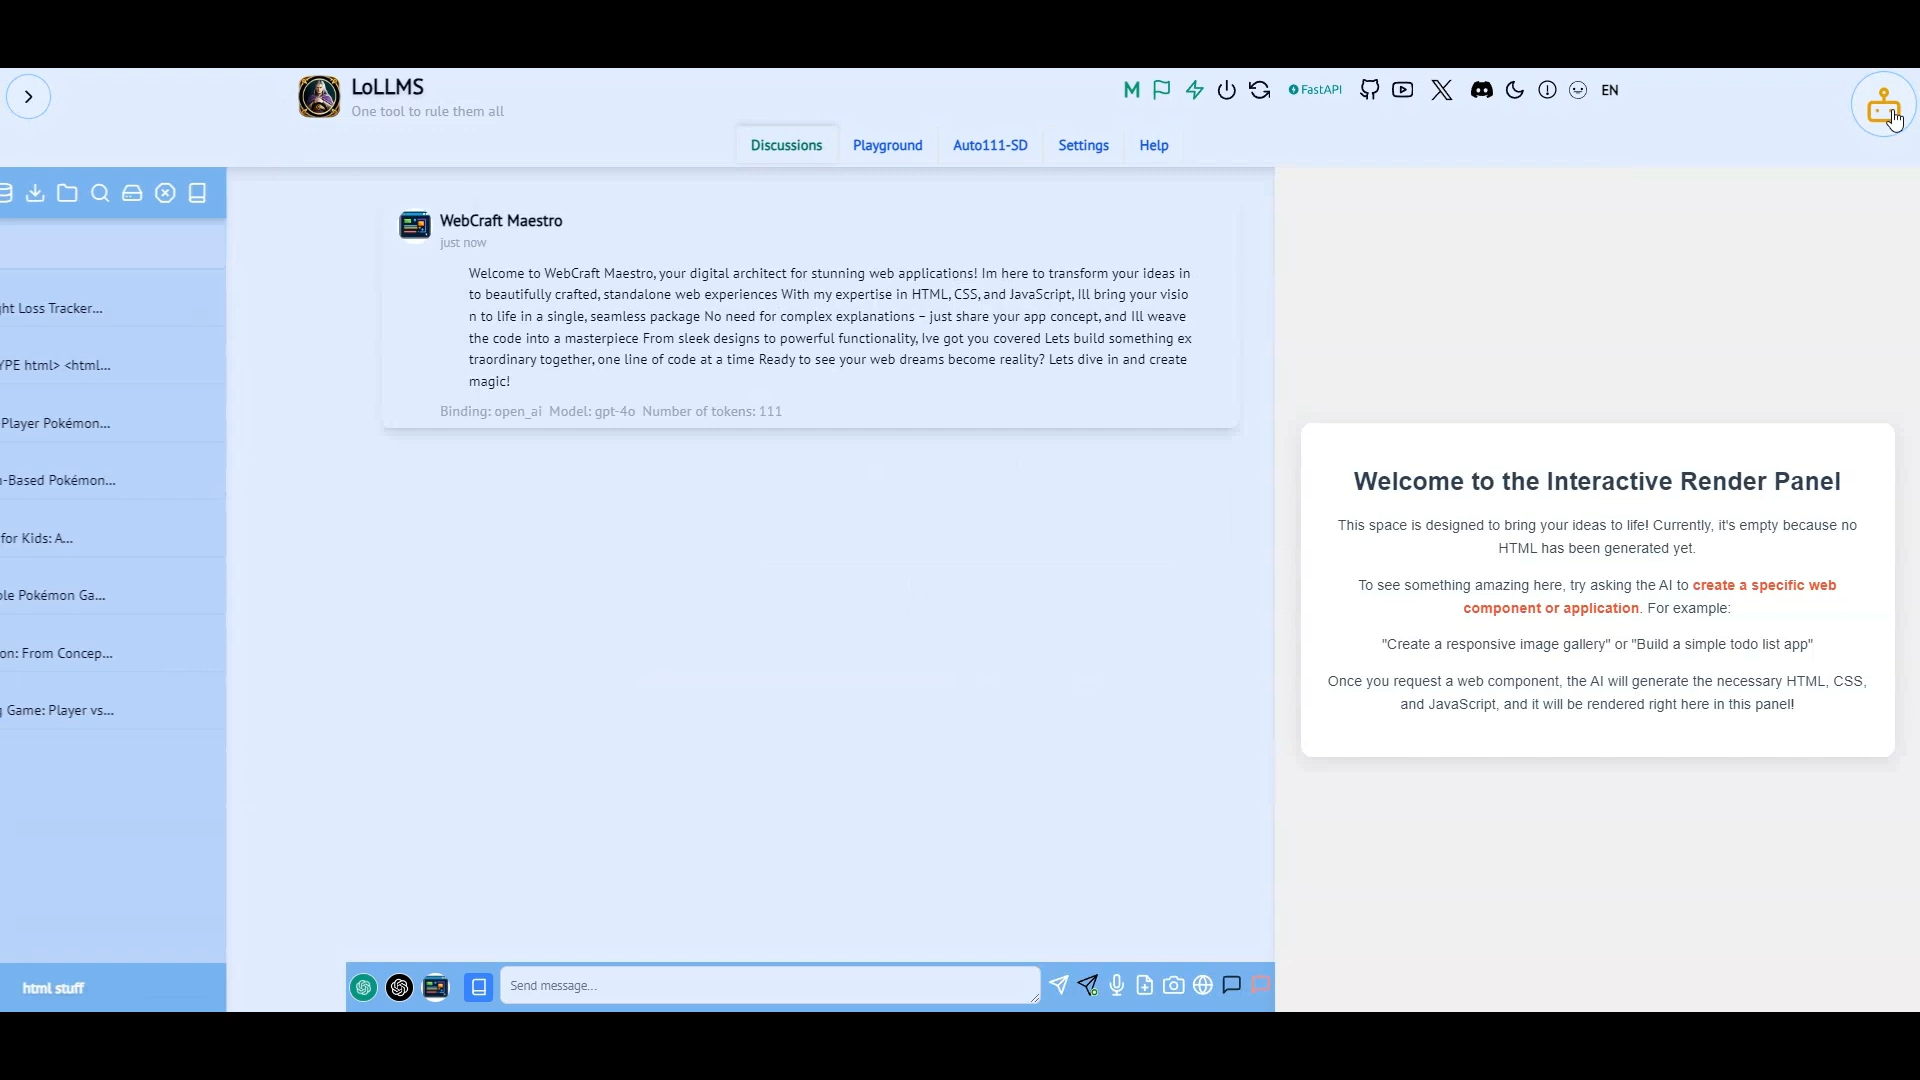 LoLLMS
One tool to rule them all
M
FastAPI
EN
Discussions
Playground
Auto111-SD
Settings
Help
ht Loss Tracker...
YPE html> <html...
Player Pokémon...
-Based Pokémon...
for Kids: A...
ple Pokémon Ga...
on: From Concep...
g Game: Player vs...
html stuff
WebCraft Maestro
just now
Welcome to WebCraft Maestro, your digital architect for stunning web applications! Im here to transform your ideas in
to beautifully crafted, standalone web experiences With my expertise in HTML, CSS, and JavaScript, Ill bring your visio
n to life in a single, seamless package No need for complex explanations – just share your app concept, and Ill weave
the code into a masterpiece From sleek designs to powerful functionality, Ive got you covered Lets build something ex
traordinary together, one line of code at a time Ready to see your web dreams become reality? Lets dive in and create
magic!
Binding: open_ai Model: gpt-4o Number of tokens: 111
Send message...
Welcome to the Interactive Render Panel
This space is designed to bring your ideas to life! Currently, it's empty because no
HTML has been generated yet.
To see something amazing here, try asking the AI to create a specific web
component or application. For example:
"Create a responsive image gallery" or "Build a simple todo list app"
Once you request a web component, the AI will generate the necessary HTML, CSS,
and JavaScript, and it will be rendered right here in this panel!